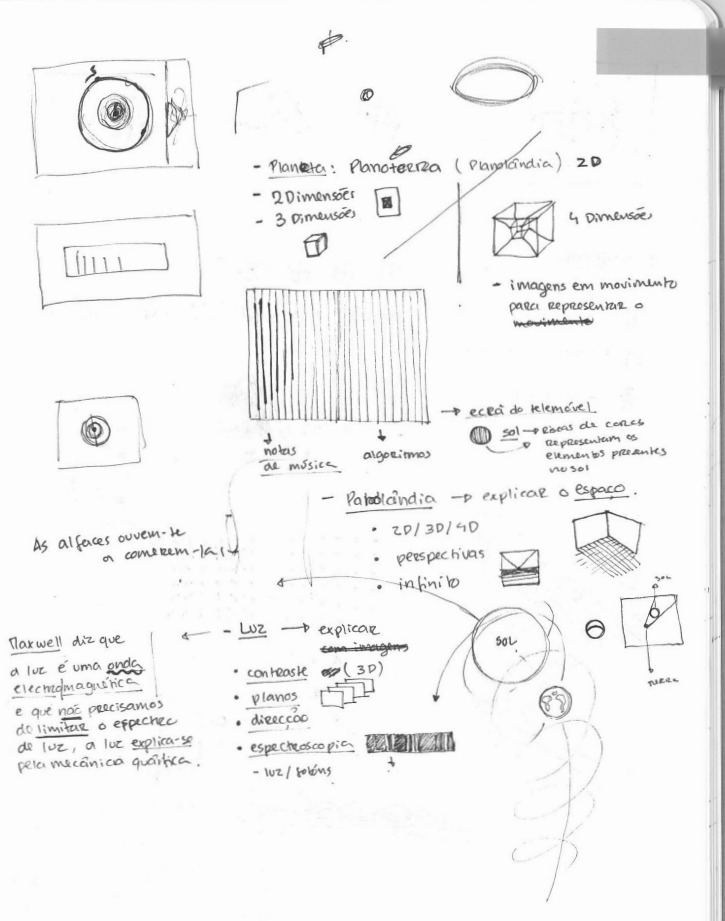 - Planeta: Planoterra (Planolândia) 2D
- 2 Dimensões
- 3 Dimensões
4 Dimensões
- imagens em movimento
para representar o
movimento
→ ecrã do telemóvel
sol → riscas de cores
representam os
elementos presentes
no sol
notas
de música
algoritmos
- Planolândia → explicar o espaço.
• 2D/3D/4D
• perspectivas
• infinito
As alfaces ouvem-se
a comerem-las
SOL
TERRA
SOL
- Luz → explicar
com imagens
• contraste (3D)
• planos
• direcção
• espectroscopia
- luz/fotóns
Maxwell diz que
a luz é uma onda
electromagnética
e que não precisamos
de limitar o espectro
de luz, a luz explica-se
pela mecânica quântica.